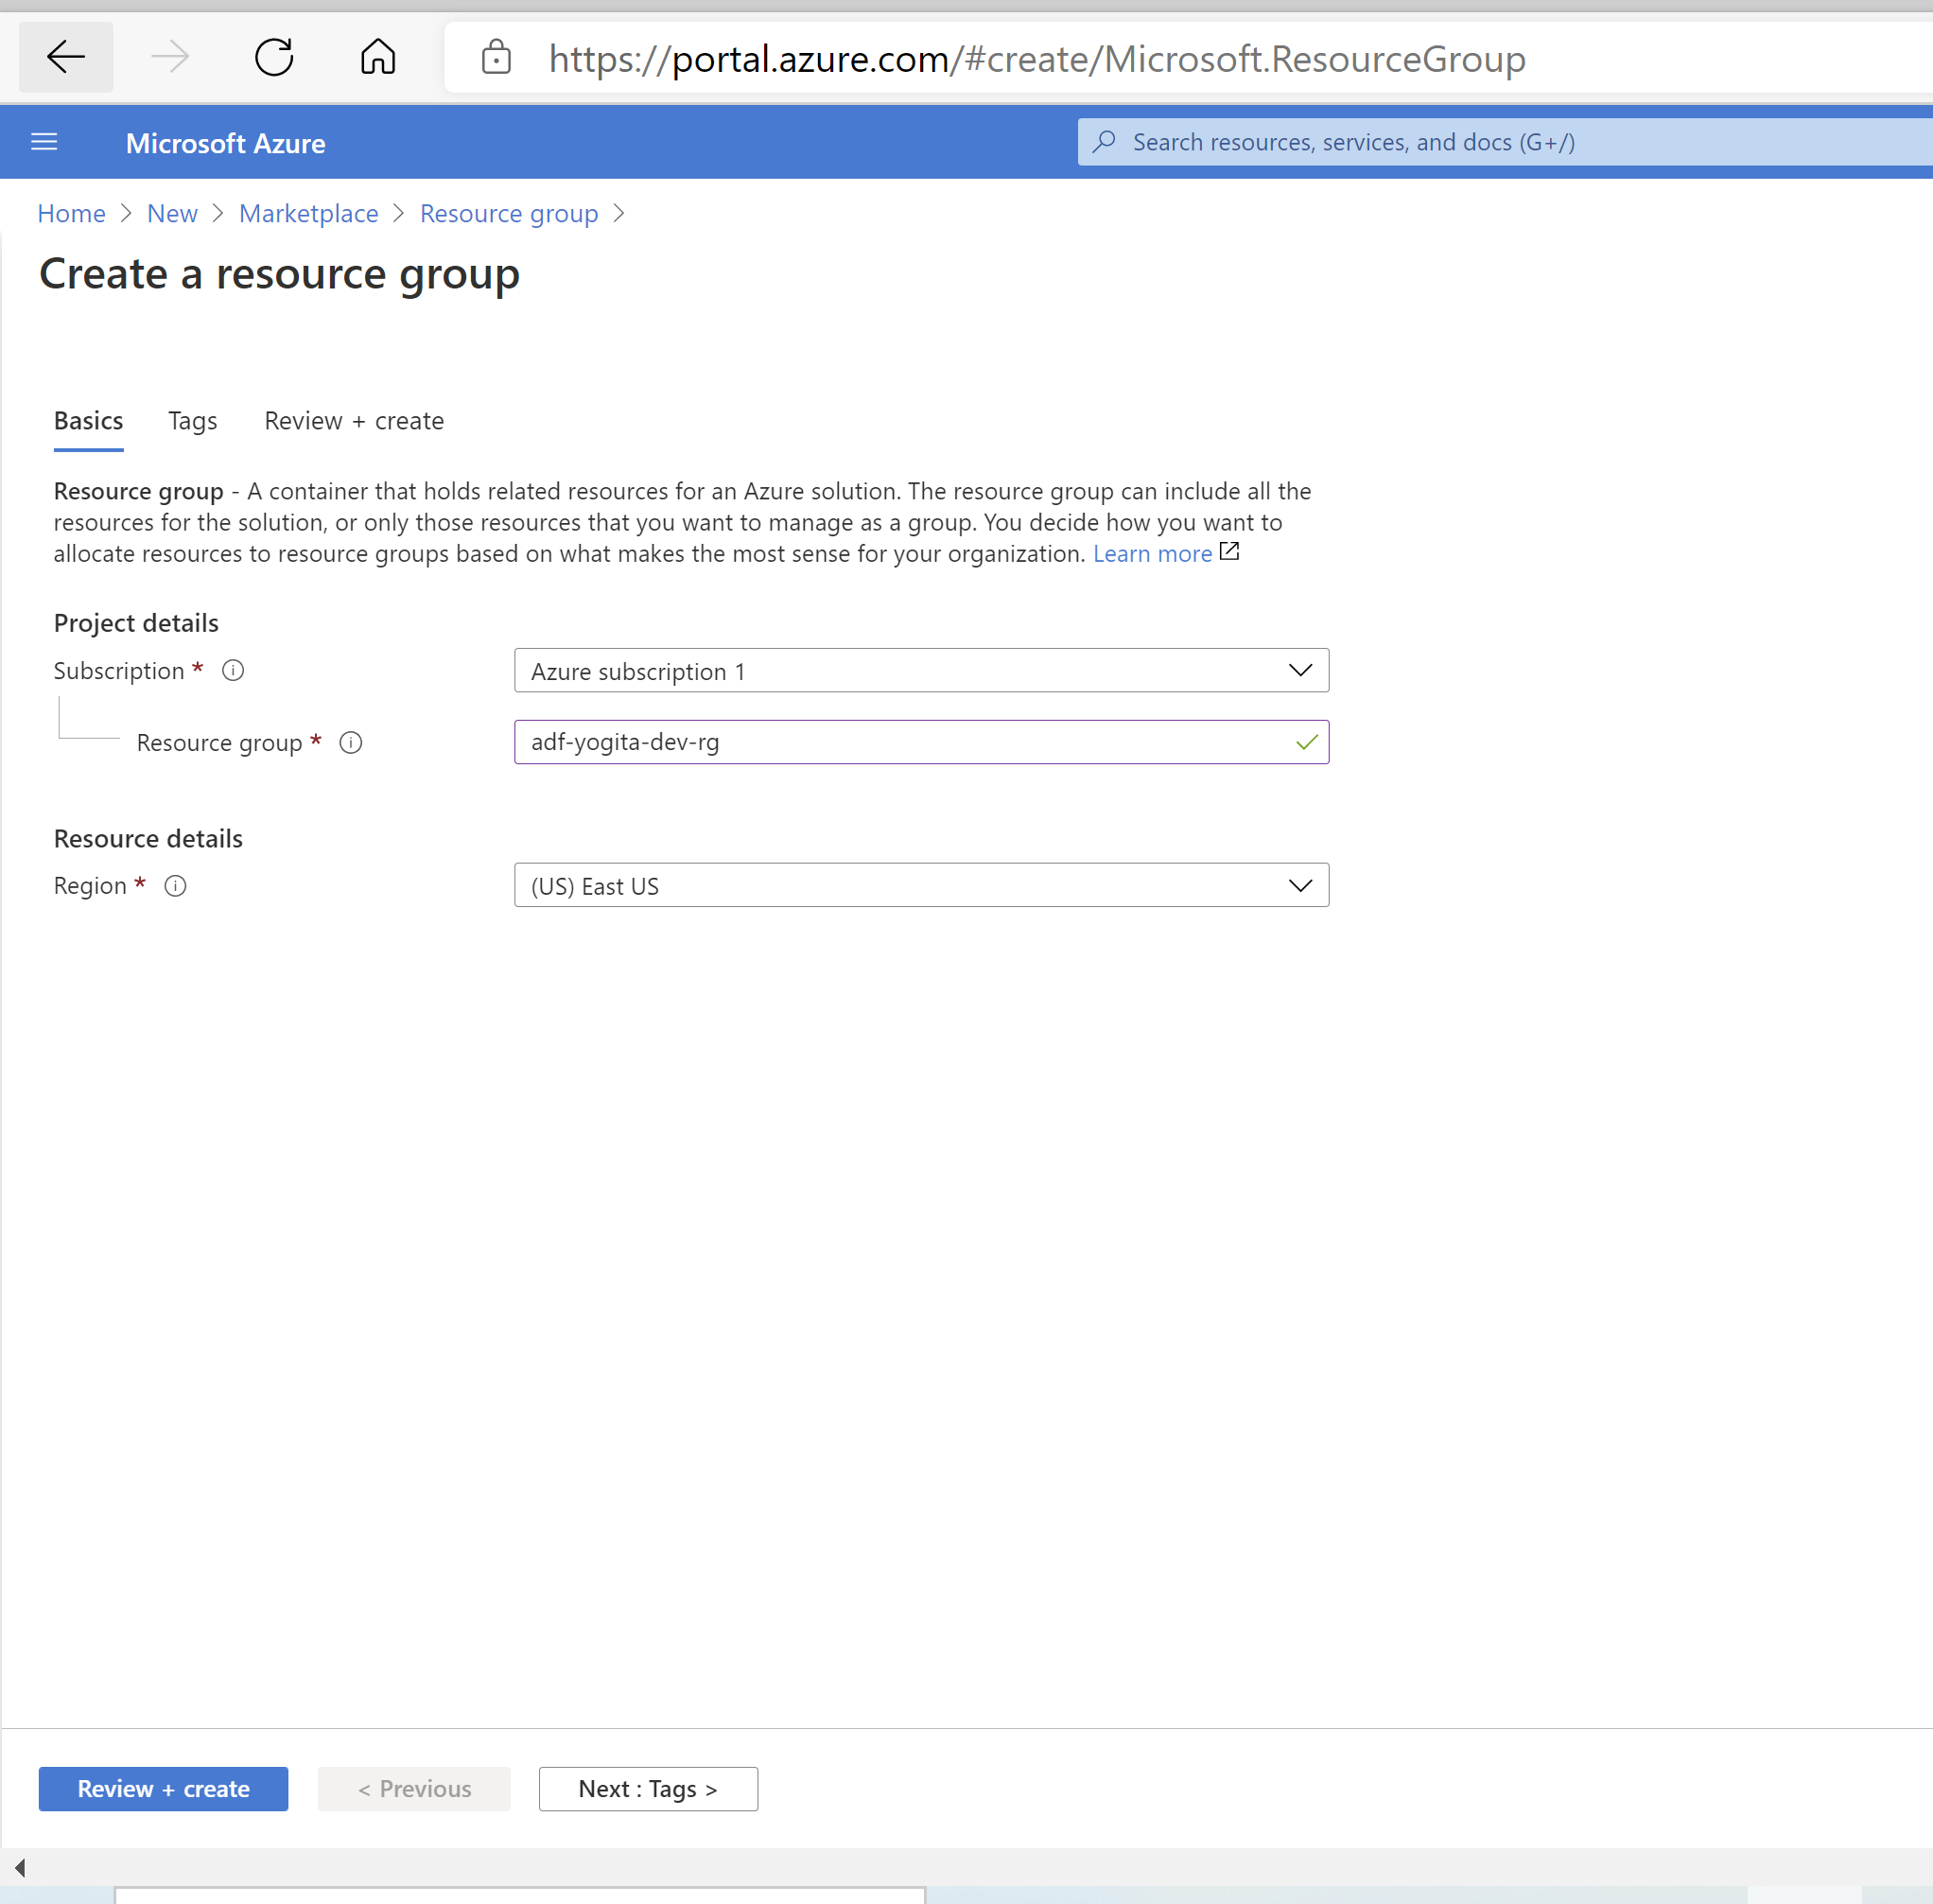 https://portal.azure.com/#create/Microsoft.ResourceGroup
Microsoft Azure
Search resources, services, and docs (G+/)
Home > New > Marketplace > Resource group >
Create a resource group
Basics Tags Review + create
Resource group - A container that holds related resources for an Azure solution. The resource group can include all the
resources for the solution, or only those resources that you want to manage as a group. You decide how you want to
allocate resources to resource groups based on what makes the most sense for your organization. Learn more
Project details
Subscription * Azure subscription 1
Resource group * adf-yogita-dev-rg
Resource details
Region * (US) East US
Review + create < Previous Next : Tags >